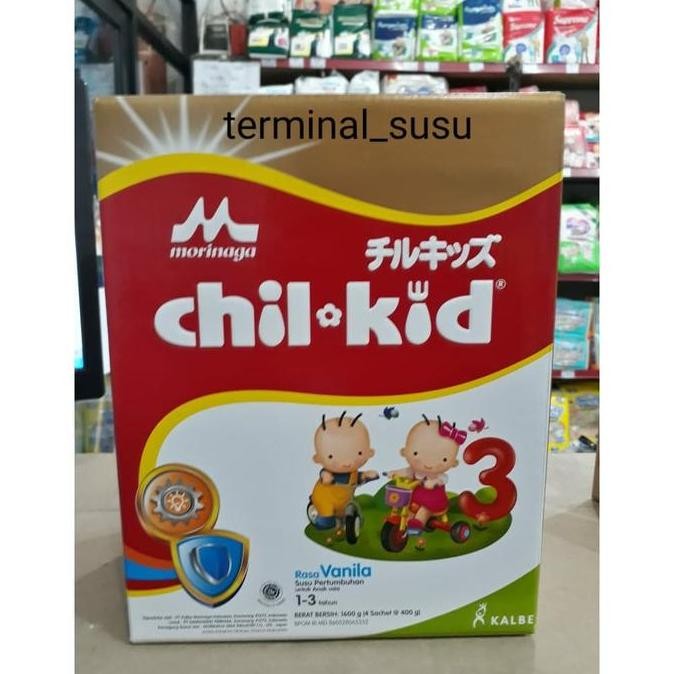 terminal_susu
morinaga
チルキッズ
chil kid®
3
Rasa Vanila
Susu Pertumbuhan
untuk Anak usia
1-3 tahun
BERAT BERSIH: 1600 g (4 Sachet @ 400 g)
KALBE